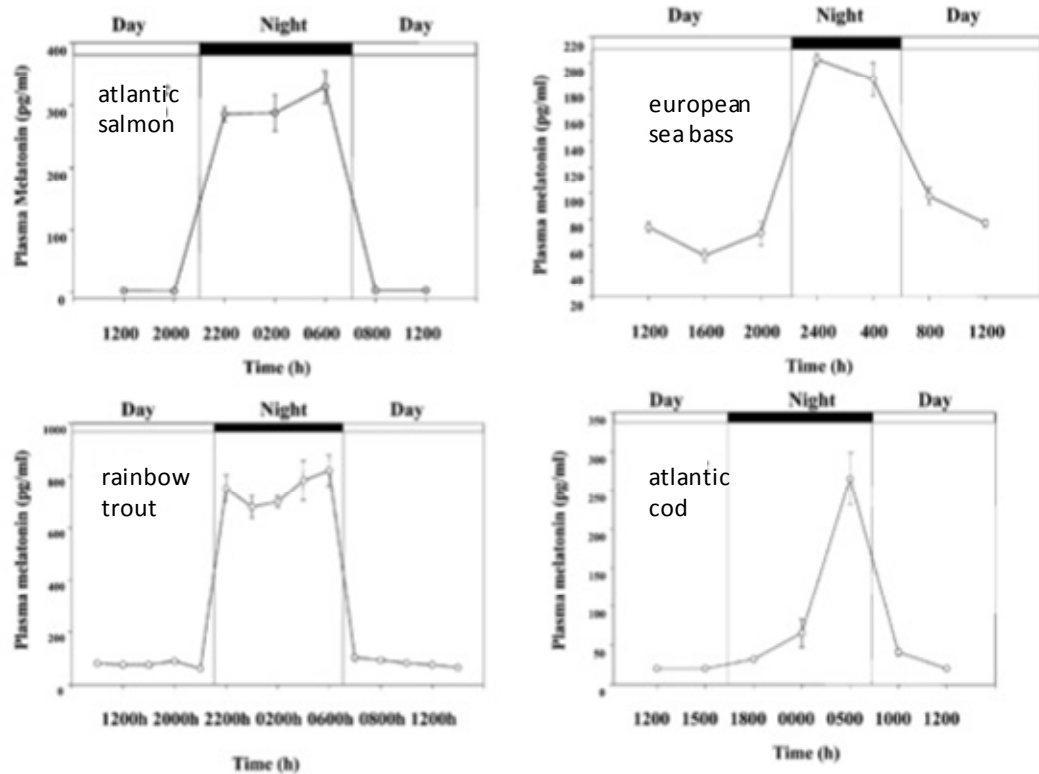 Day Night Day
400
300
200
100
0
Plasma Melatonin (pg/ml)
atlantic
salmon
1200 2000 2200 0200 0600 0800 1200
Time (h)
Day Night Day
220
200
180
160
140
120
100
80
60
40
20
Plasma melatonin (pg/ml)
european
sea bass
1200 1600 2000 2400 400 800 1200
Time (h)
Day Night Day
1000
800
600
400
200
0
Plasma melatonin (pg/ml)
rainbow
trout
1200h 2000h 2200h 0200h 0600h 0800h 1200h
Time (h)
Day Night Day
350
300
250
200
150
100
50
0
Plasma melatonin (pg/ml)
atlantic
cod
1200 1500 1800 0000 0500 1000 1200
Time (h)